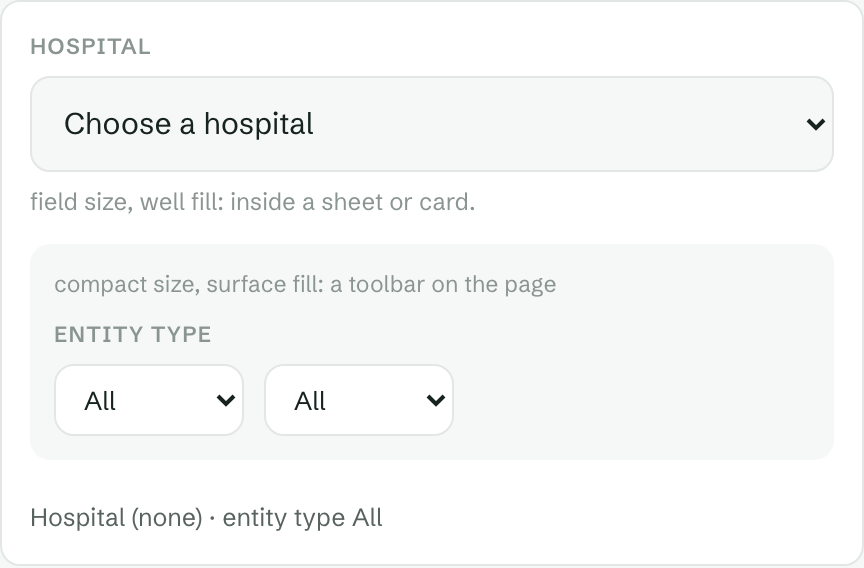 HOSPITAL
Choose a hospital
field size, well fill: inside a sheet or card.
compact size, surface fill: a toolbar on the page
ENTITY TYPE
All All
Hospital (none) · entity type All